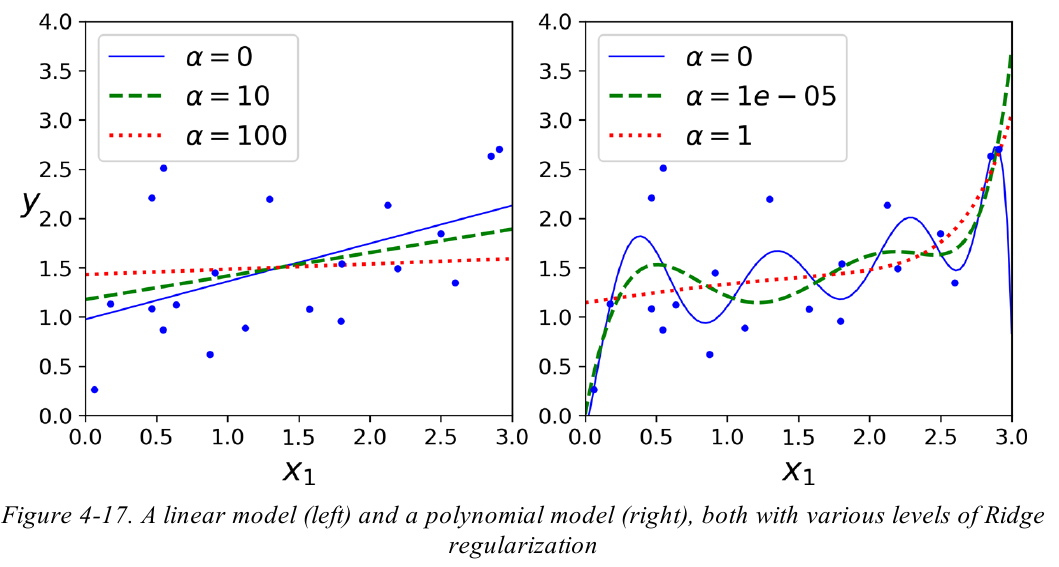 4.0
3.5
3.0
2.5
2.0
1.5
1.0
0.5
0.0
y
α = 0
α = 10
α = 100
0.0 0.5 1.0 1.5 2.0 2.5 3.0
x₁
4.0
3.5
3.0
2.5
2.0
1.5
1.0
0.5
0.0
α = 0
α = 1e − 05
α = 1
0.0 0.5 1.0 1.5 2.0 2.5 3.0
x₁
Figure 4-17. A linear model (left) and a polynomial model (right), both with various levels of Ridge
regularization